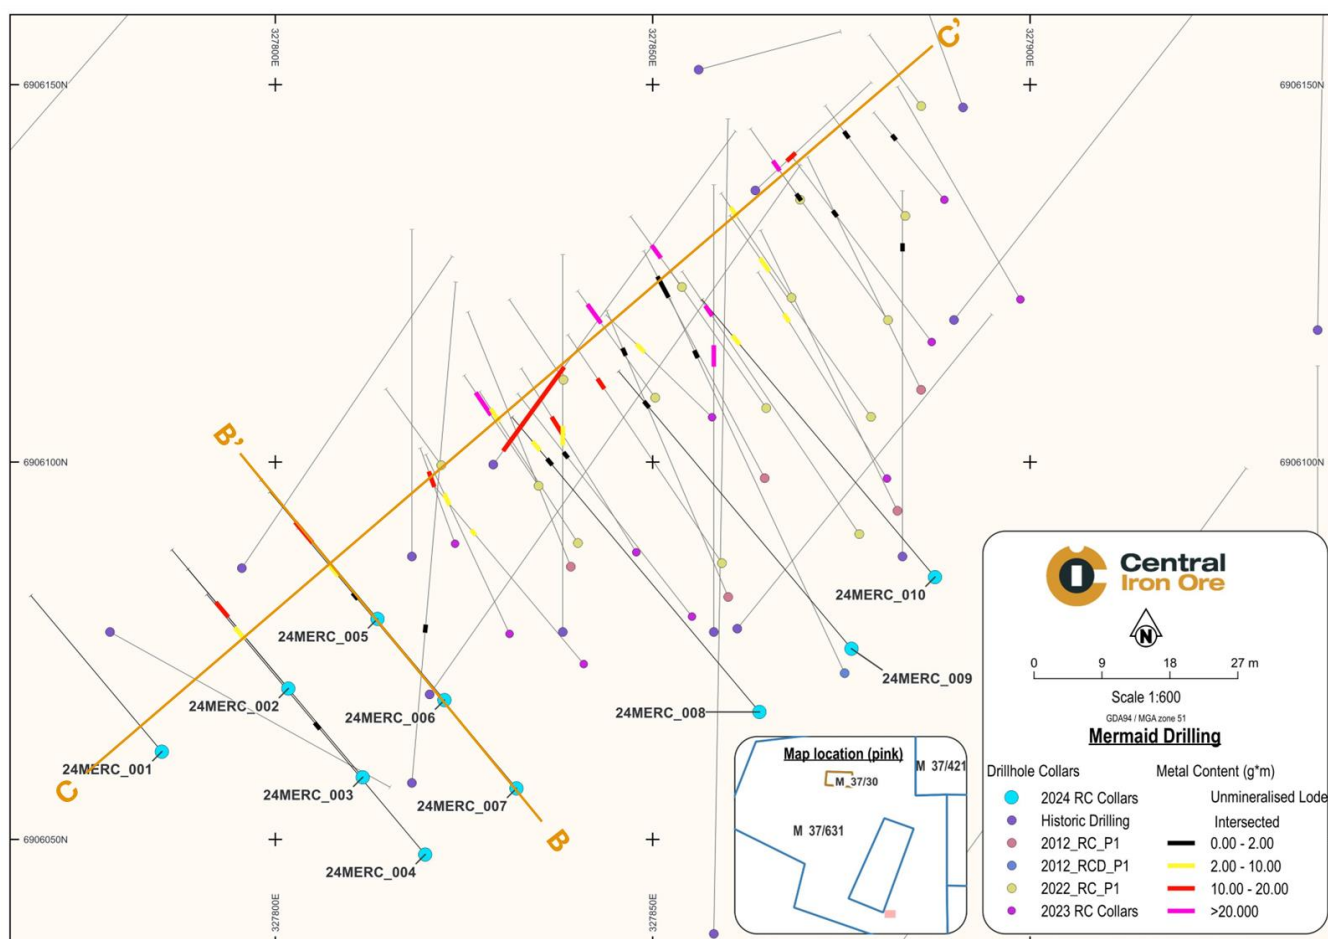 327800E
327850E
327900E
C'
6906150N
6906150N
B'
6906100N
6906100N
24MERC_010
24MERC_005
24MERC_009
24MERC_002
24MERC_006
24MERC_008
24MERC_001
C
24MERC_003
24MERC_007
B
6906050N
6906050N
24MERC_004
327800E
327850E
Map location (pink)
M 37/421
M 37/30
M 37/631
Central
Iron Ore
N
0 9 18 27 m
Scale 1:600
GDA94 / MGA zone 51
Mermaid Drilling
Drillhole Collars
2024 RC Collars
Historic Drilling
2012_RC_P1
2012_RCD_P1
2022_RC_P1
2023 RC Collars
Metal Content (g*m)
Unmineralised Lode
Intersected
0.00 - 2.00
2.00 - 10.00
10.00 - 20.00
>20.000